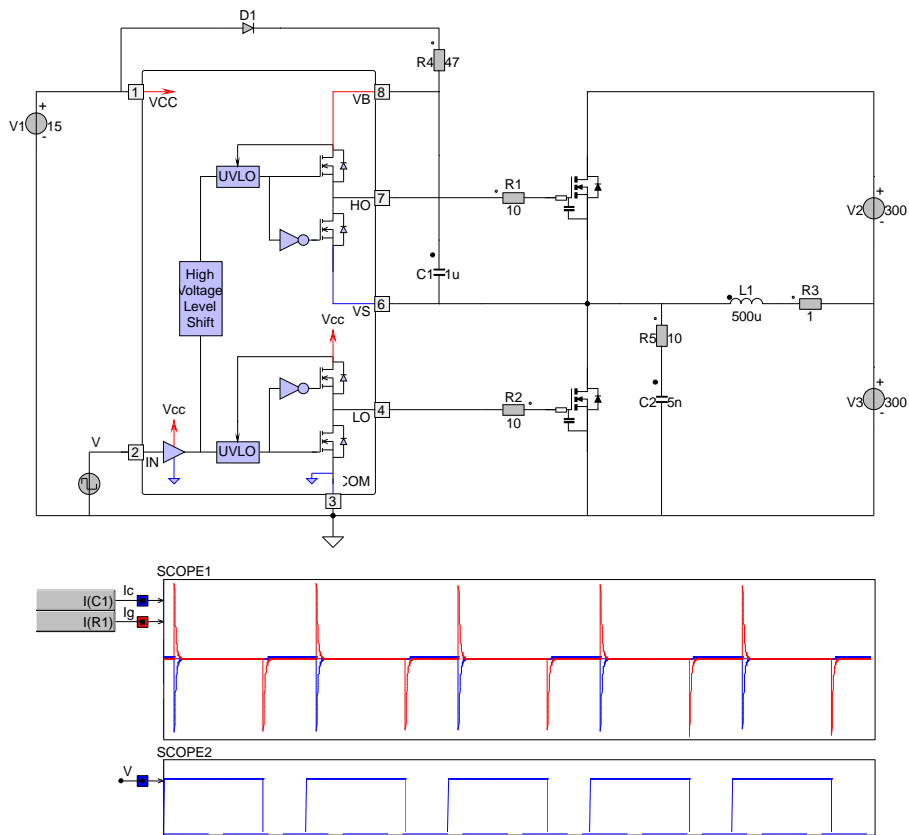 D1
R4 47
1
VCC
VB
8
V1 15
+
-
UVLO
HO
7
R1
10
V2 300
+
-
C1 1u
High
Voltage
Level
Shift
VS
6
L1
500u
R3
1
Vcc
R5 10
Vcc
LO
4
R2
10
C2 5n
V3 300
+
-
V
2
IN
UVLO
COM
3
SCOPE1
I(C1)
Ic
I(R1)
Ig
SCOPE2
V